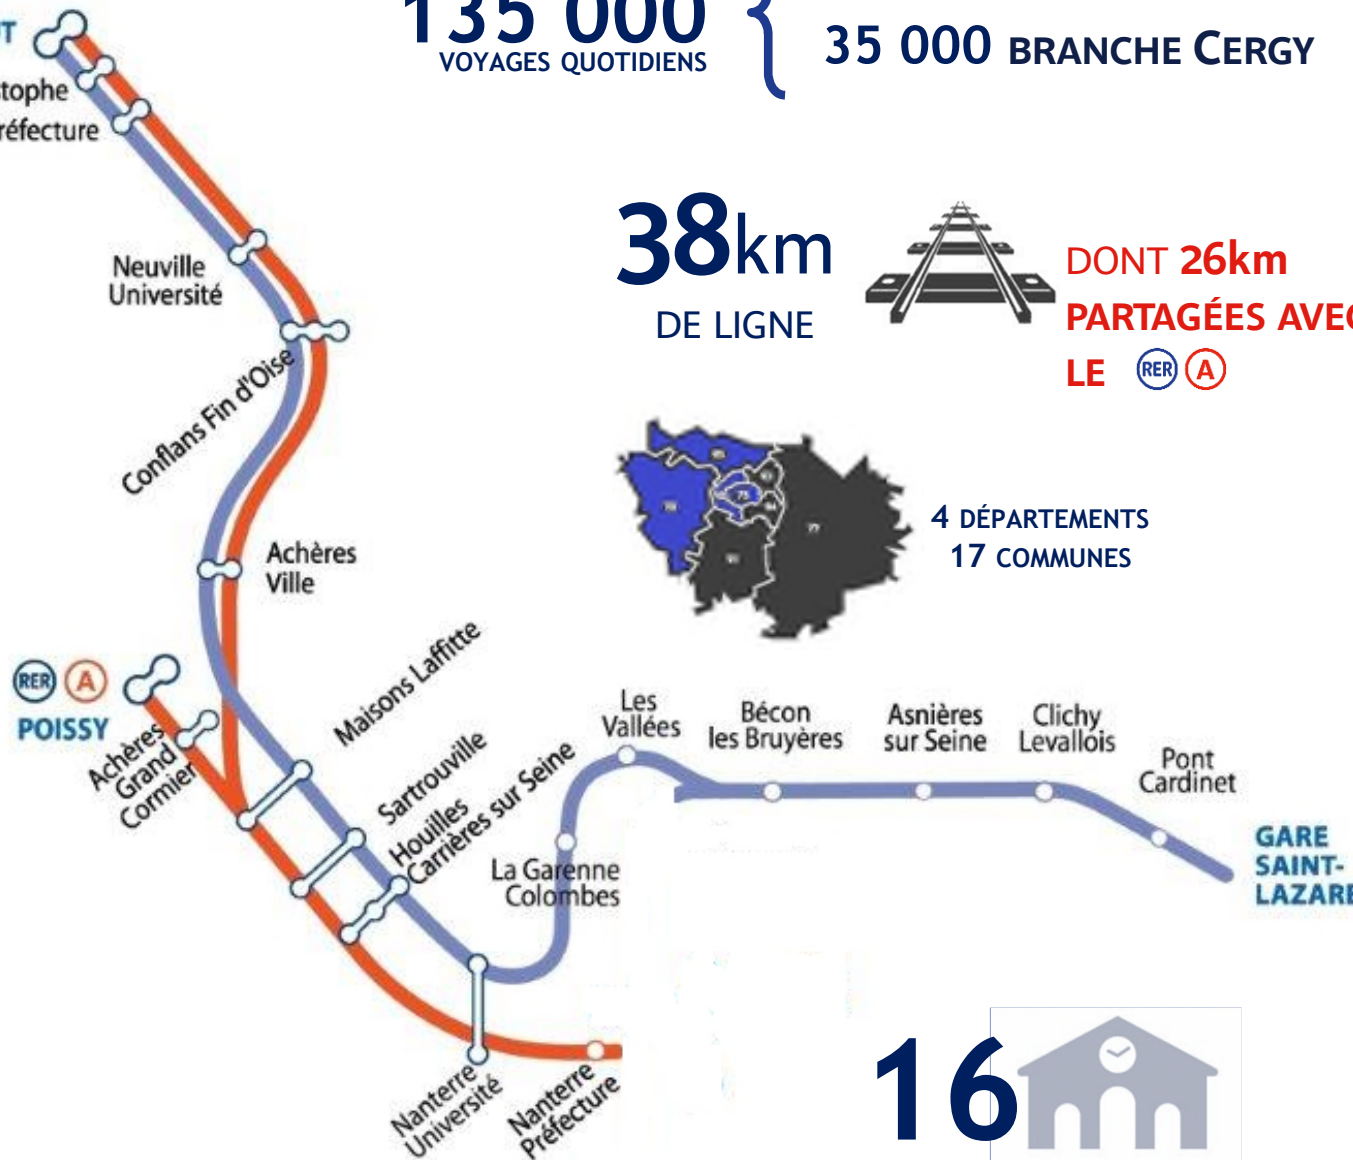 135 000
VOYAGES QUOTIDIENS
35 000 BRANCHE CERGY
Neuville
Université
38km
DE LIGNE
DONT 26km
PARTAGÉES AVEC
LE RER A
Conflans Fin d'Oise
4 DÉPARTEMENTS
17 COMMUNES
Achères
Ville
RER A
POISSY
Achères
Grand
Cormier
Maisons Laffitte
Sartrouville
Houilles
Carrières sur Seine
La Garenne
Colombes
Les
Vallées
Bécon
les Bruyères
Asnières
sur Seine
Clichy
Levallois
Pont
Cardinet
GARE
SAINT-
LAZARE
Nanterre
Université
Nanterre
Préfecture
16